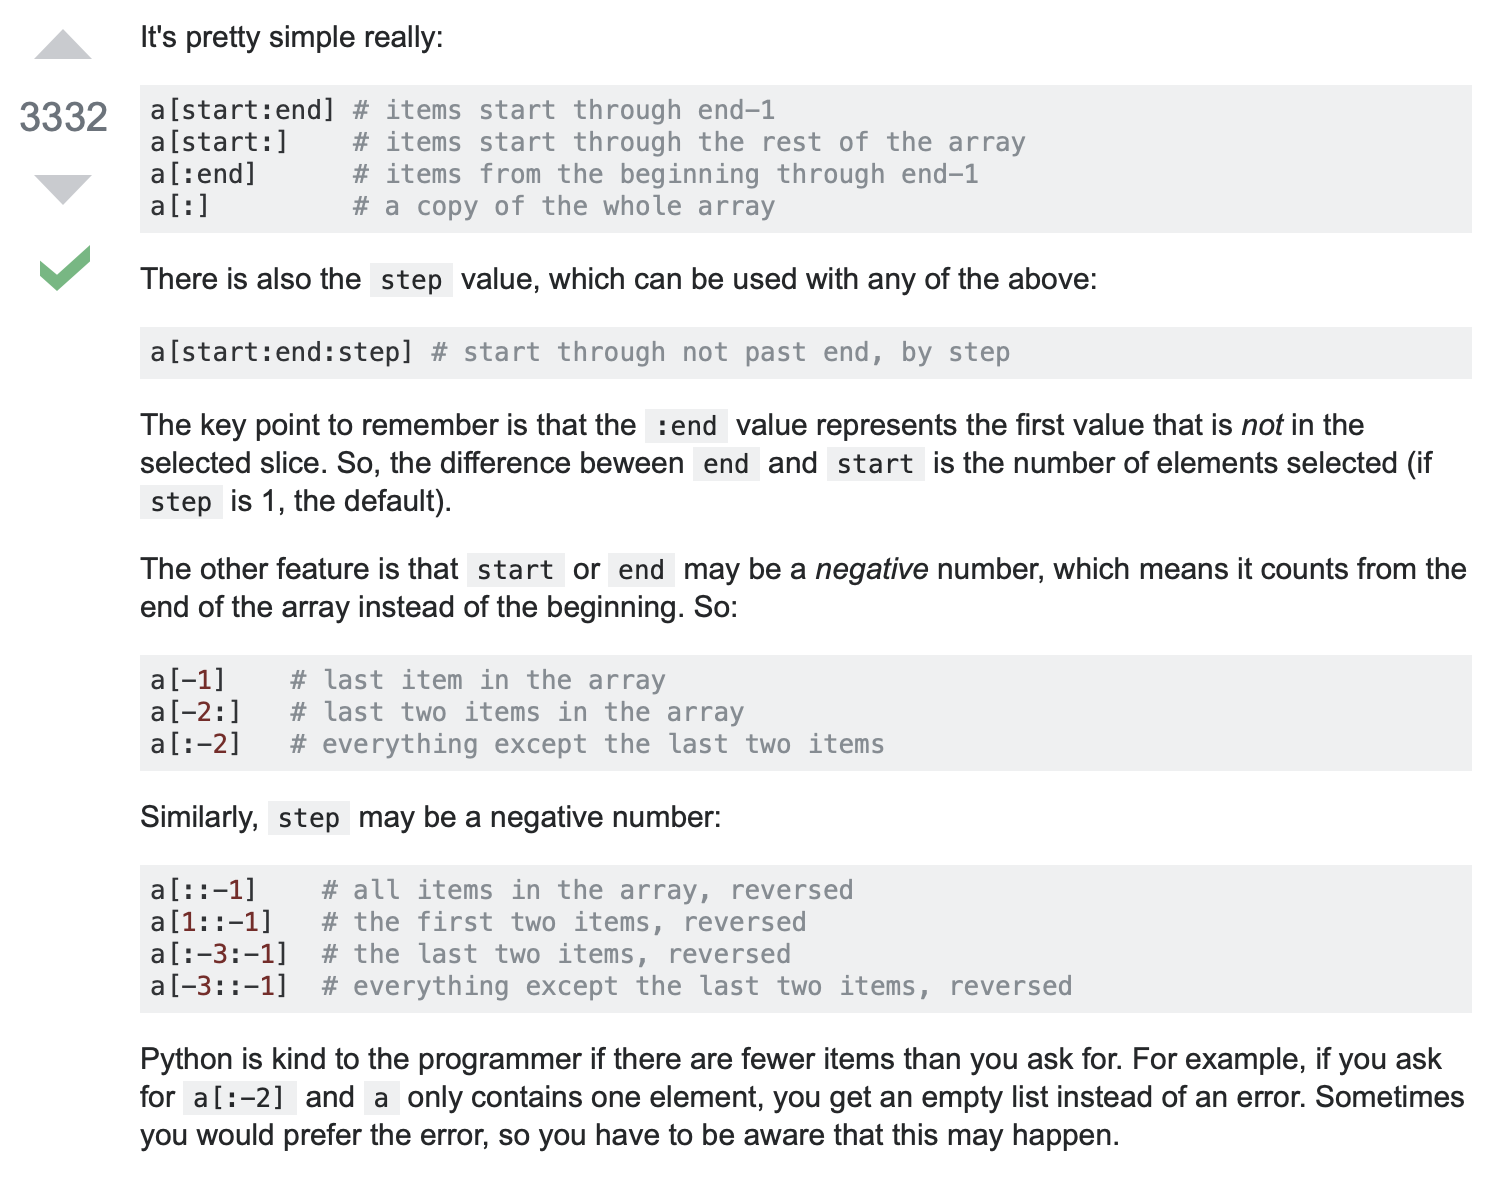 It's pretty simple really:
3332
a[start:end] # items start through end-1
a[start:]    # items start through the rest of the array
a[:end]      # items from the beginning through end-1
a[:]         # a copy of the whole array
There is also the step value, which can be used with any of the above:
a[start:end:step] # start through not past end, by step
The key point to remember is that the :end value represents the first value that is not in the
selected slice. So, the difference beween end and start is the number of elements selected (if
step is 1, the default).
The other feature is that start or end may be a negative number, which means it counts from the
end of the array instead of the beginning. So:
a[-1]    # last item in the array
a[-2:]   # last two items in the array
a[:-2]   # everything except the last two items
Similarly, step may be a negative number:
a[::-1]    # all items in the array, reversed
a[1::-1]   # the first two items, reversed
a[:-3:-1]  # the last two items, reversed
a[-3::-1]  # everything except the last two items, reversed
Python is kind to the programmer if there are fewer items than you ask for. For example, if you ask
for a[:-2] and a only contains one element, you get an empty list instead of an error. Sometimes
you would prefer the error, so you have to be aware that this may happen.